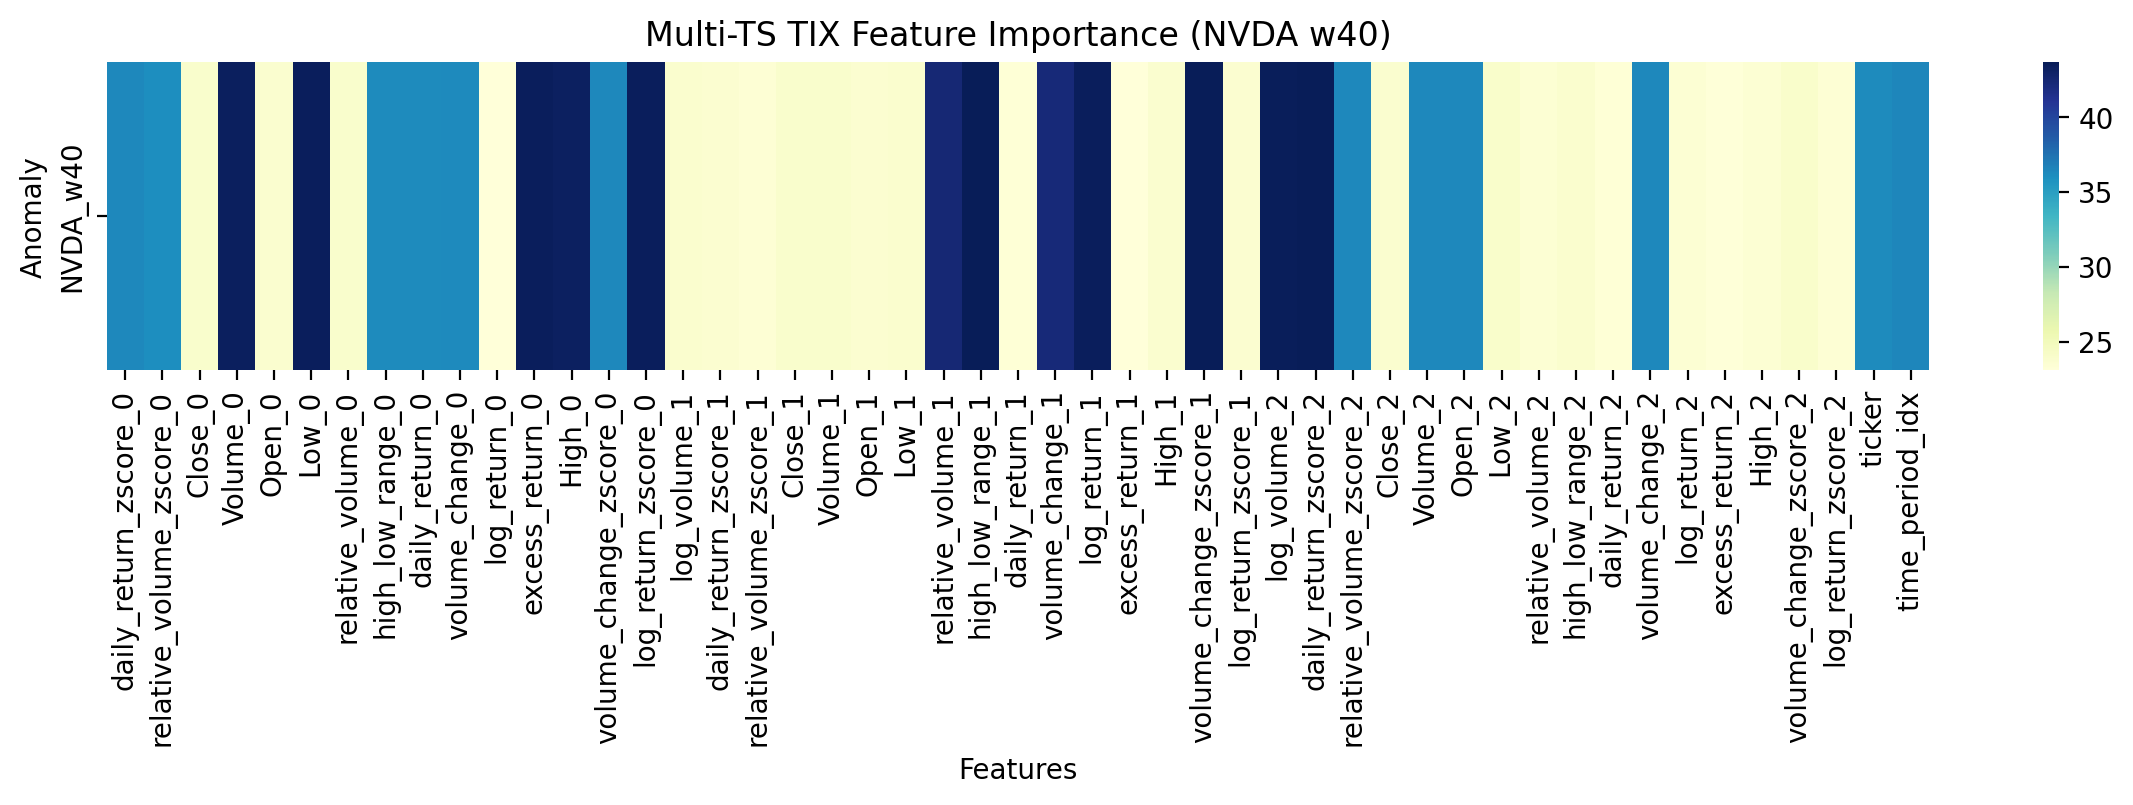 Multi-TS TIX Feature Importance (NVDA w40)
Anomaly
NVDA_w40
40
35
30
25
daily_return_zscore_0
relative_volume_zscore_0
Close_0
Volume_0
Open_0
Low_0
relative_volume_0
high_low_range_0
daily_return_0
volume_change_0
log_return_0
excess_return_0
High_0
volume_change_zscore_0
log_return_zscore_0
log_volume_1
daily_return_zscore_1
relative_volume_zscore_1
Close_1
Volume_1
Open_1
Low_1
relative_volume_1
high_low_range_1
daily_return_1
volume_change_1
log_return_1
excess_return_1
High_1
volume_change_zscore_1
log_return_zscore_1
log_volume_2
daily_return_zscore_2
relative_volume_zscore_2
Close_2
Volume_2
Open_2
Low_2
relative_volume_2
high_low_range_2
daily_return_2
volume_change_2
log_return_2
excess_return_2
High_2
volume_change_zscore_2
log_return_zscore_2
ticker
time_period_idx
Features